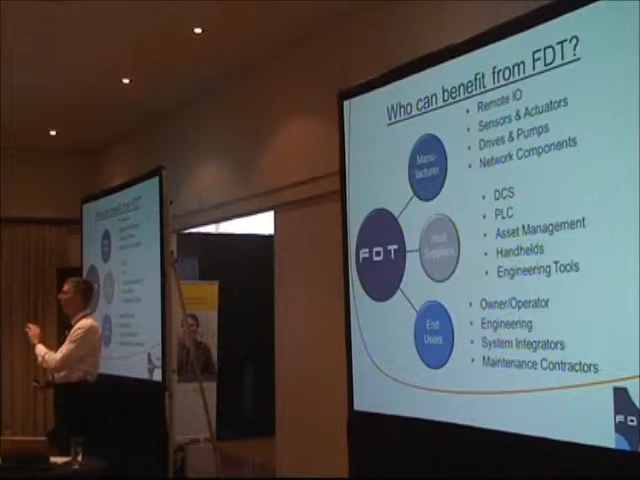 Who can benefit from FDT?
Remote IO
Sensors & Actuators
Drives & Pumps
Network Components
Manu-
facturer
DCS
PLC
Asset Management
Handhelds
Engineering Tools
FDT
Owner/Operator
Engineering
System Integrators
Maintenance Contractors
End
Users